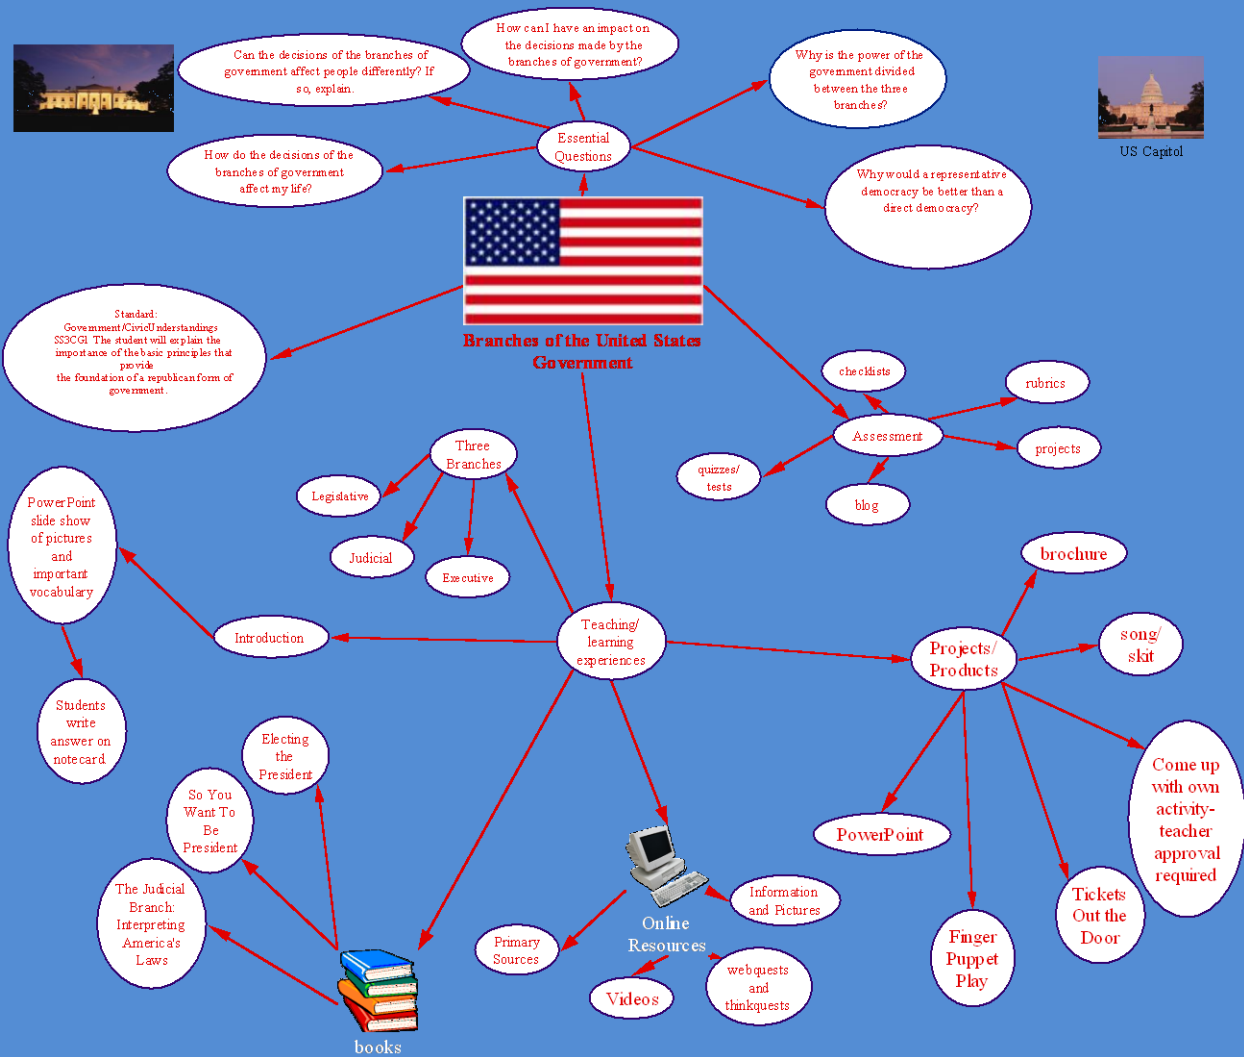 How can I have an impact on
the decisions made by the
branches of government?
Can the decisions of the branches of
government affect people differently? If
so, explain.
Why is the power of the
government divided
between the three
branches?
Essential
Questions
US Capitol
How do the decisions of the
branches of government
affect my life?
Why would a representative
democracy be better than a
direct democracy?
Standard:
Government/CivicUnderstandings
SS3CG1 The student will explain the
importance of the basic principles that
provide
the foundation of a republican form of
government.
Branches of the United States
Government
checklists
rubrics
Assessment
projects
quizzes/
tests
blog
Three
Branches
Legislative
Judicial
Executive
PowerPoint
slide show
of pictures
and
important
vocabulary
Introduction
Students
write
answer on
notecard
Teaching/
learning
experiences
Projects/
Products
brochure
song/
skit
Come up
with own
activity-
teacher
approval
required
PowerPoint
Tickets
Out the
Door
Finger
Puppet
Play
Electing
the
President
So You
Want To
Be
President
The Judicial
Branch:
Interpreting
America's
Laws
books
Online
Resources
Information
and Pictures
Primary
Sources
Videos
webquests
and
thinkquests